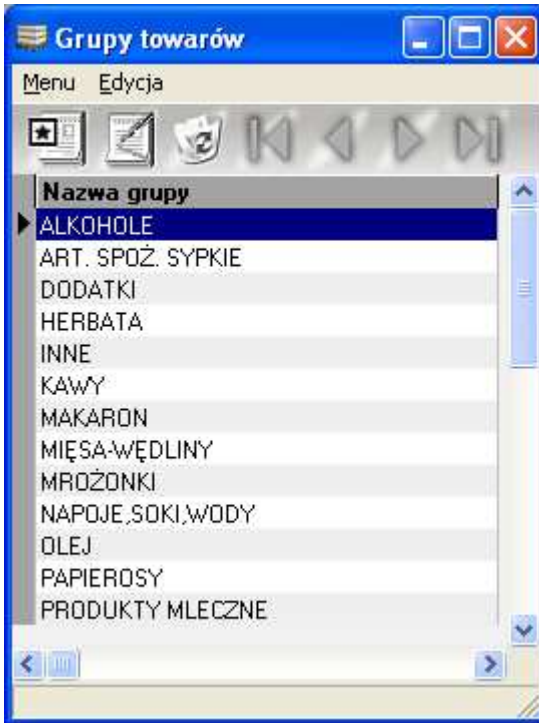 Grupy towarów
Menu Edycja
Nazwa grupy
ALKOHOLE
ART. SPOŻ. SYPKIE
DODATKI
HERBATA
INNE
KAWY
MAKARON
MIĘSA-WĘDLINY
MROŻONKI
NAPOJE,SOKI,WODY
OLEJ
PAPIEROSY
PRODUKTY MLECZNE